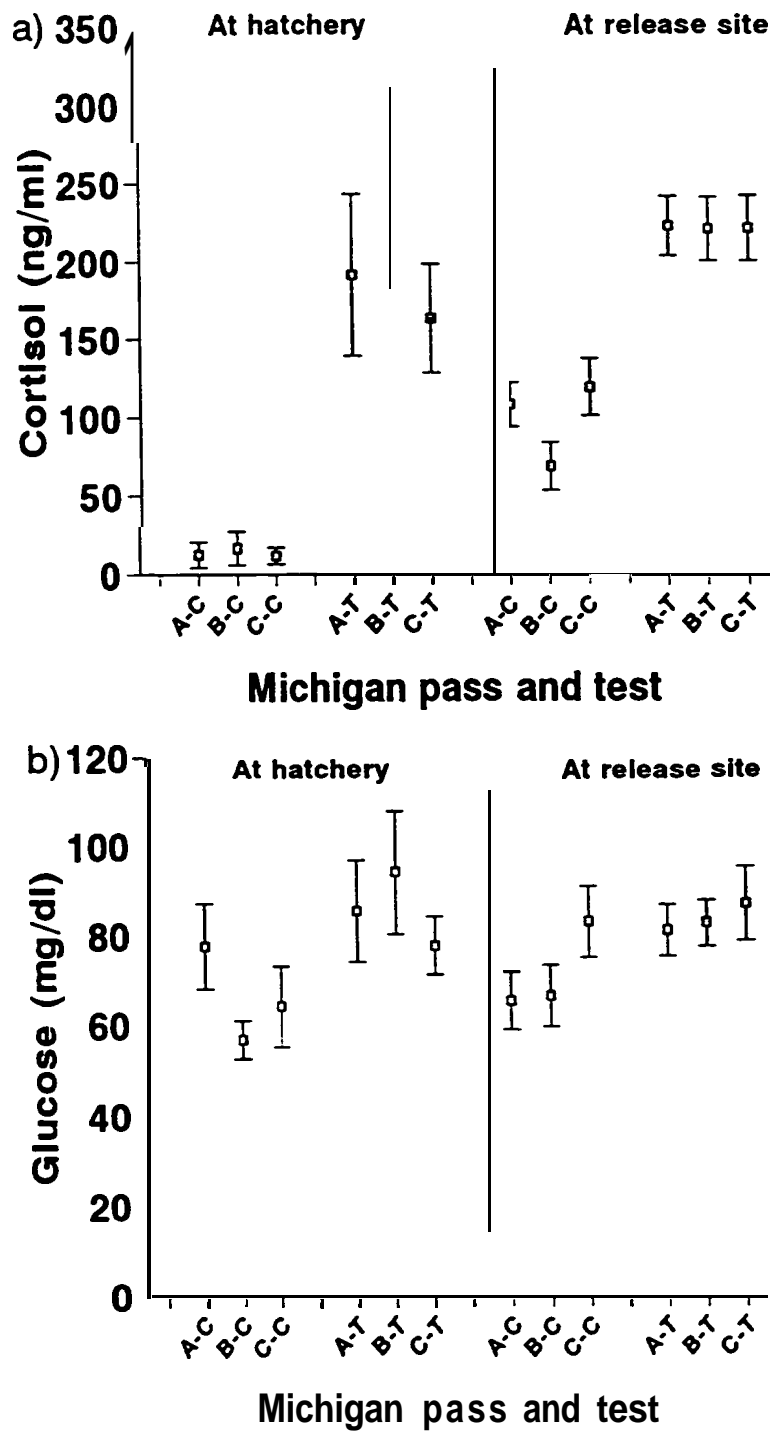 a)
At hatchery At release site
350
300
250
200
150
100
50
0
Cortisol (ng/ml)
A-C B-C C-C A-T B-T C-T A-C B-C C-C A-T B-T C-T
Michigan pass and test
b)
At hatchery At release site
120
100
80
60
40
20
0
Glucose (mg/dl)
A-C B-C C-C A-T B-T C-T A-C B-C C-C A-T B-T C-T
Michigan pass and test